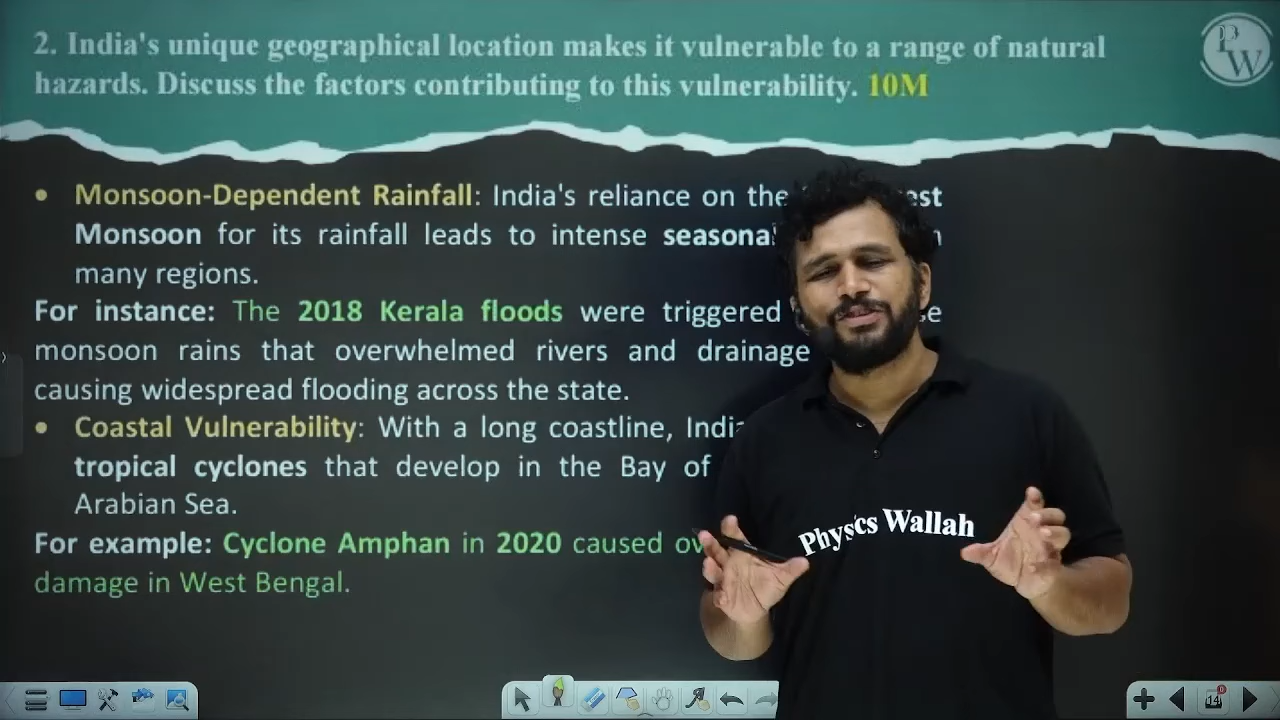 2. India's unique geographical location makes it vulnerable to a range of natural
hazards. Discuss the factors contributing to this vulnerability. 10M
PW
• Monsoon-Dependent Rainfall: India's reliance on the
Monsoon for its rainfall leads to intense
many regions.
For instance: The 2018 Kerala floods were triggered
monsoon rains that overwhelmed rivers and drainage
causing widespread flooding across the state.
• Coastal Vulnerability: With a long coastline,
tropical cyclones that develop in the Bay of
Arabian Sea.
For example: Cyclone Amphan in 2020 caused
damage in West Bengal.
Physics Wallah
14